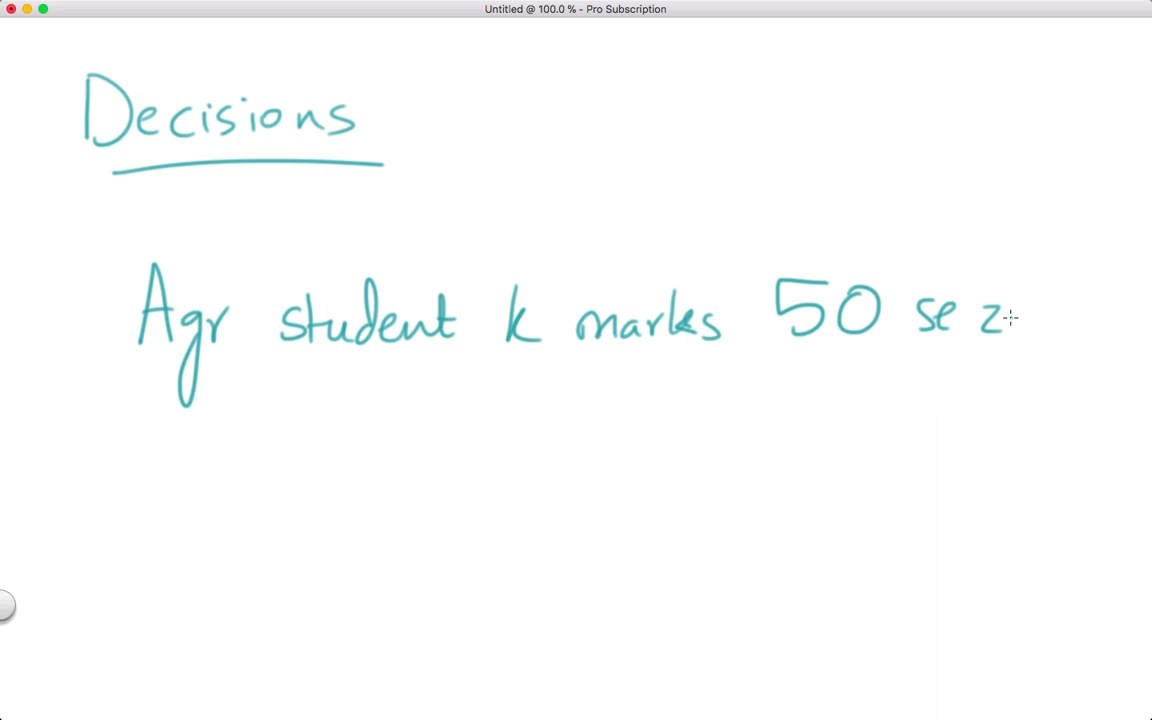 Untitled @ 100.0 % - Pro Subscription
Decisions
Agr student k marks 50 se z